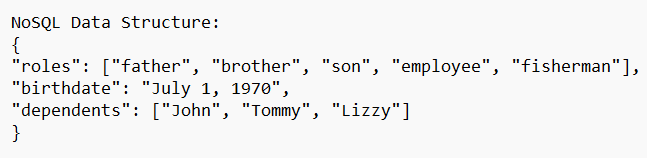 NoSQL Data Structure:
{
"roles": ["father", "brother", "son", "employee", "fisherman"],
"birthdate": "July 1, 1970",
"dependents": ["John", "Tommy", "Lizzy"]
}